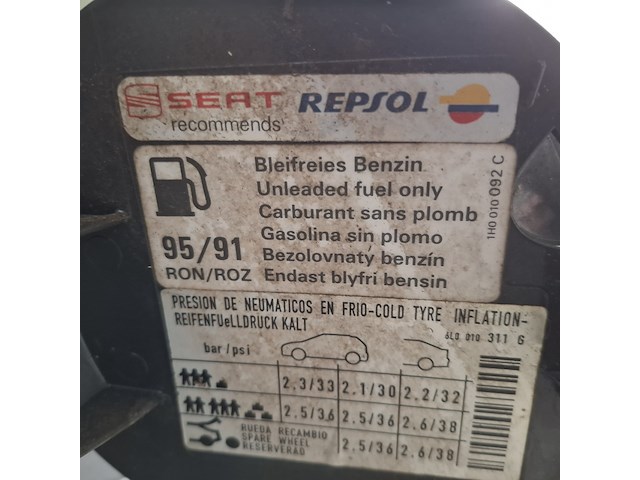 SEAT REPSOL
recommends
Bleifreies Benzin
Unleaded fuel only
Carburant sans plomb
Gasolina sin plomo
Bezolovnatý benzín
Endast blyfri bensin
95/91
RON/ROZ
1H0 010 092 C
PRESION DE NEUMATICOS EN FRIO-COLD TYRE INFLATION-
REIFENFUeLLDRUCK KALT
6L0 010 311 G
bar/psi
2.3/33 2.1/30 2.2/32
2.5/36 2.5/36 2.6/38
RUEDA RECAMBIO
SPARE WHEEL
RESERVERAD
2.5/36 2.6/38